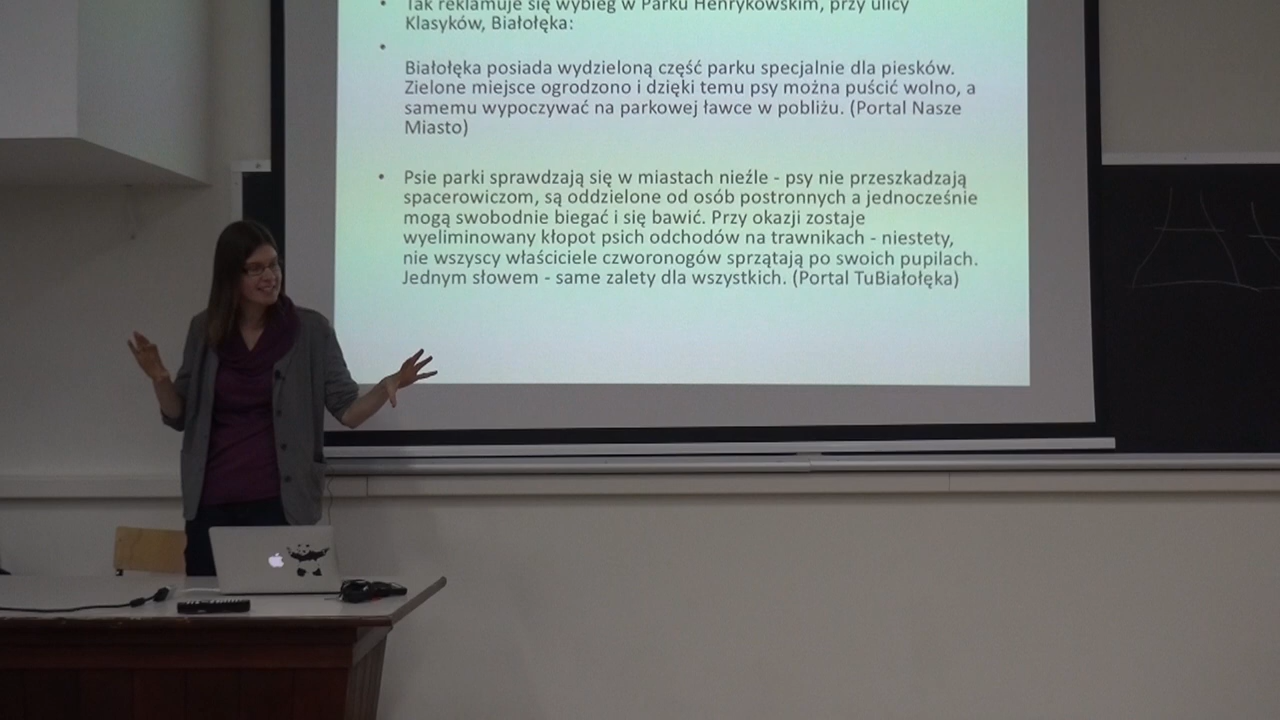 Tak reklamuje się wybieg w Parku Henrykowskim, przy ulicy
Klasyków, Białołęka:
Białołęka posiada wydzieloną część parku specjalnie dla piesków.
Zielone miejsce ogrodzono i dzięki temu psy można puścić wolno, a
samemu wypoczywać na parkowej ławce w pobliżu. (Portal Nasze
Miasto)
Psie parki sprawdzają się w miastach nieźle - psy nie przeszkadzają
spacerowiczom, są oddzielone od osób postronnych a jednocześnie
mogą swobodnie biegać i się bawić. Przy okazji zostaje
wyeliminowany kłopot psich odchodów na trawnikach - niestety,
nie wszyscy właściciele czworonogów sprzątają po swoich pupilach.
Jednym słowem - same zalety dla wszystkich. (Portal TuBiałołęka)